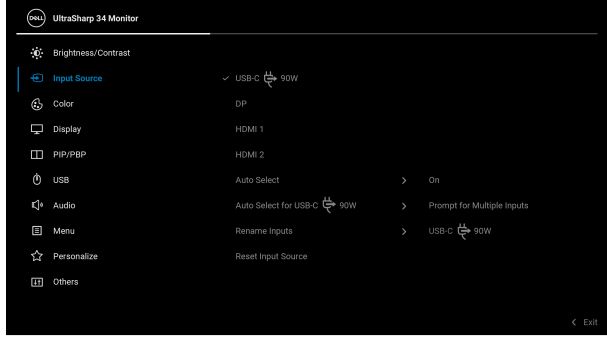 DELL UltraSharp 34 Monitor
Brightness/Contrast
Input Source ✓ USB-C 90W
Color DP
Display HDMI 1
PIP/PBP HDMI 2
USB Auto Select > On
Audio Auto Select for USB-C 90W > Prompt for Multiple Inputs
Menu Rename Inputs > USB-C 90W
Personalize Reset Input Source
Others
< Exit